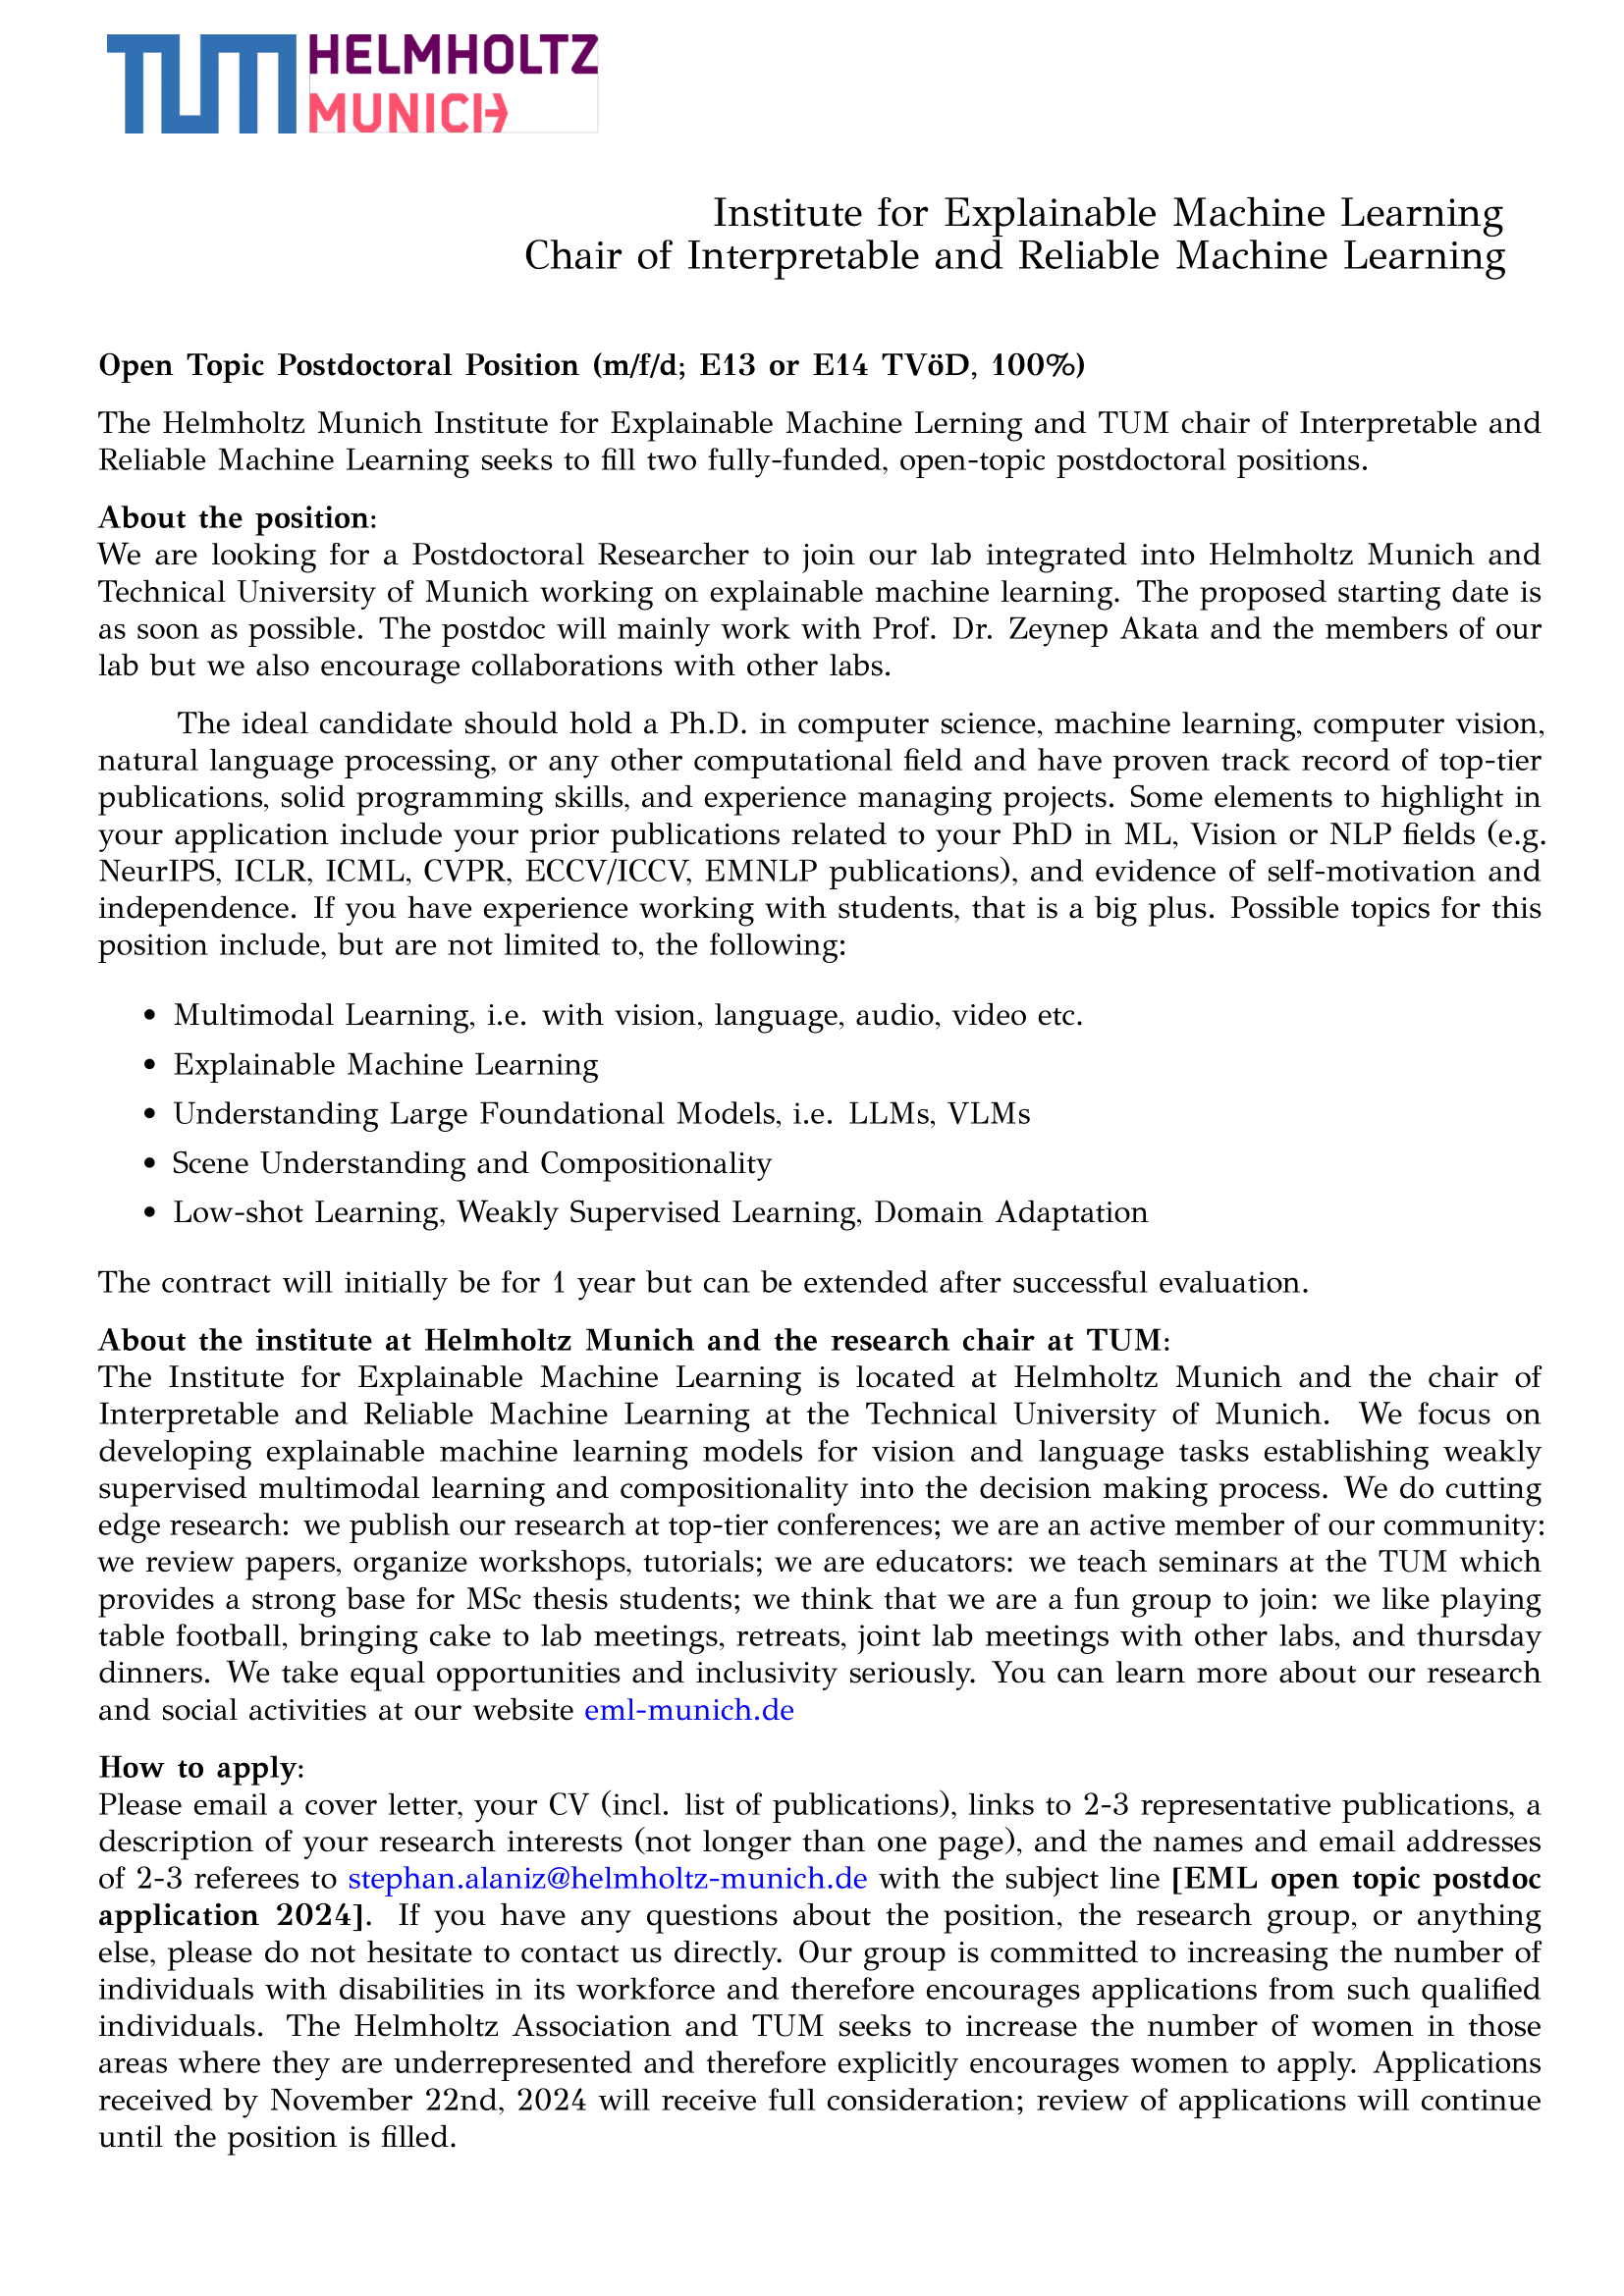 TUM HELMHOLTZ
MUNICH
Institute for Explainable Machine Learning
Chair of Interpretable and Reliable Machine Learning
Open Topic Postdoctoral Position (m/f/d; E13 or E14 TVöD, 100%)
The Helmholtz Munich Institute for Explainable Machine Lerning and TUM chair of Interpretable and
Reliable Machine Learning seeks to fill two fully-funded, open-topic postdoctoral positions.
About the position:
We are looking for a Postdoctoral Researcher to join our lab integrated into Helmholtz Munich and
Technical University of Munich working on explainable machine learning. The proposed starting date is
as soon as possible. The postdoc will mainly work with Prof. Dr. Zeynep Akata and the members of our
lab but we also encourage collaborations with other labs.
The ideal candidate should hold a Ph.D. in computer science, machine learning, computer vision,
natural language processing, or any other computational field and have proven track record of top-tier
publications, solid programming skills, and experience managing projects. Some elements to highlight in
your application include your prior publications related to your PhD in ML, Vision or NLP fields (e.g.
NeurIPS, ICLR, ICML, CVPR, ECCV/ICCV, EMNLP publications), and evidence of self-motivation and
independence. If you have experience working with students, that is a big plus. Possible topics for this
position include, but are not limited to, the following:
• Multimodal Learning, i.e. with vision, language, audio, video etc.
• Explainable Machine Learning
• Understanding Large Foundational Models, i.e. LLMs, VLMs
• Scene Understanding and Compositionality
• Low-shot Learning, Weakly Supervised Learning, Domain Adaptation
The contract will initially be for 1 year but can be extended after successful evaluation.
About the institute at Helmholtz Munich and the research chair at TUM:
The Institute for Explainable Machine Learning is located at Helmholtz Munich and the chair of
Interpretable and Reliable Machine Learning at the Technical University of Munich. We focus on
developing explainable machine learning models for vision and language tasks establishing weakly
supervised multimodal learning and compositionality into the decision making process. We do cutting
edge research: we publish our research at top-tier conferences; we are an active member of our community:
we review papers, organize workshops, tutorials; we are educators: we teach seminars at the TUM which
provides a strong base for MSc thesis students; we think that we are a fun group to join: we like playing
table football, bringing cake to lab meetings, retreats, joint lab meetings with other labs, and thursday
dinners. We take equal opportunities and inclusivity seriously. You can learn more about our research
and social activities at our website eml-munich.de
How to apply:
Please email a cover letter, your CV (incl. list of publications), links to 2-3 representative publications, a
description of your research interests (not longer than one page), and the names and email addresses
of 2-3 referees to stephan.alaniz@helmholtz-munich.de with the subject line [EML open topic postdoc
application 2024]. If you have any questions about the position, the research group, or anything
else, please do not hesitate to contact us directly. Our group is committed to increasing the number of
individuals with disabilities in its workforce and therefore encourages applications from such qualified
individuals. The Helmholtz Association and TUM seeks to increase the number of women in those
areas where they are underrepresented and therefore explicitly encourages women to apply. Applications
received by November 22nd, 2024 will receive full consideration; review of applications will continue
until the position is filled.